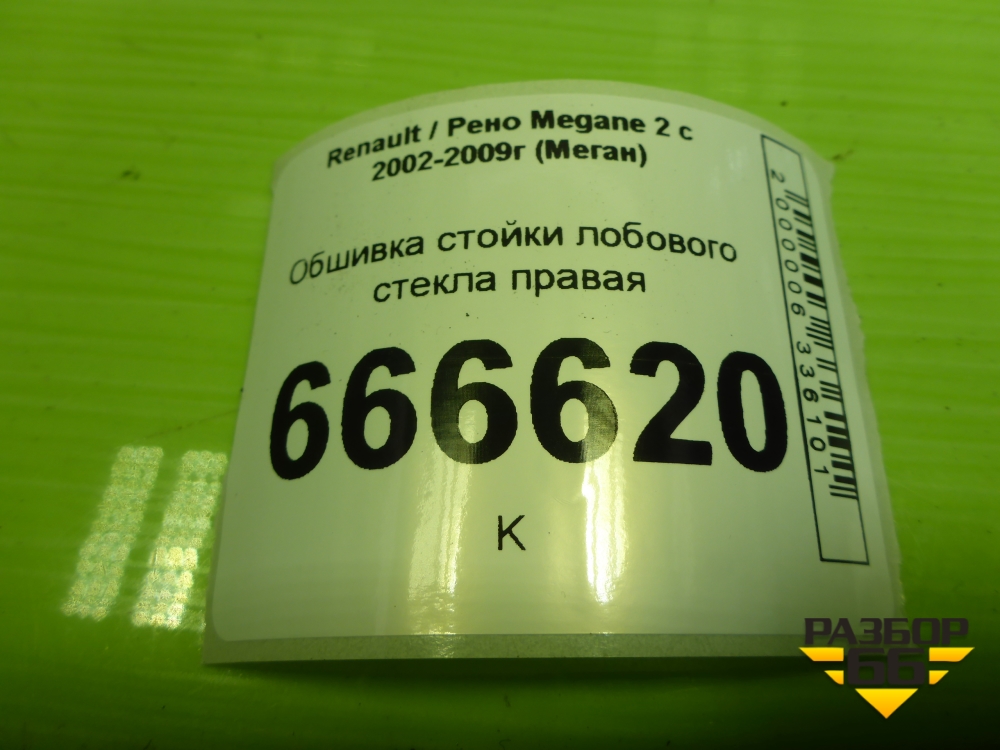 Renault / Рено Megane 2 с
2002-2009г (Меган)
Обшивка стойки лобового
стекла правая
666620
К
2000006336101
РАЗБОР
66